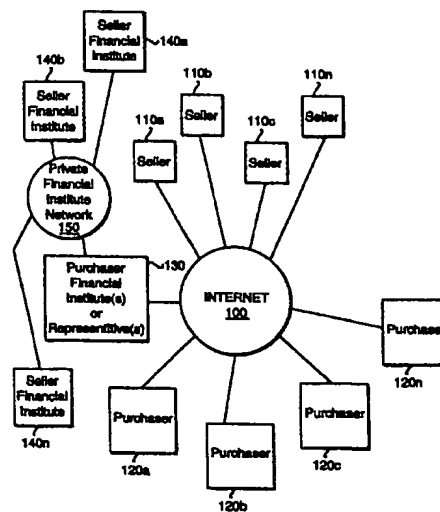 140a
Seller
Financial
Institute
140b
Seller
Financial
Institute
110b
110n
110a
Seller
110c
Seller
Seller
Seller
Private
Financial
Institute
Network
150
130
Purchaser
Financial
Institute(s)
or
Representitive(s)
INTERNET
100
Seller
Financial
Institute
140n
Purchaser
120n
Purchaser
120a
Purchaser
120b
Purchaser
120c